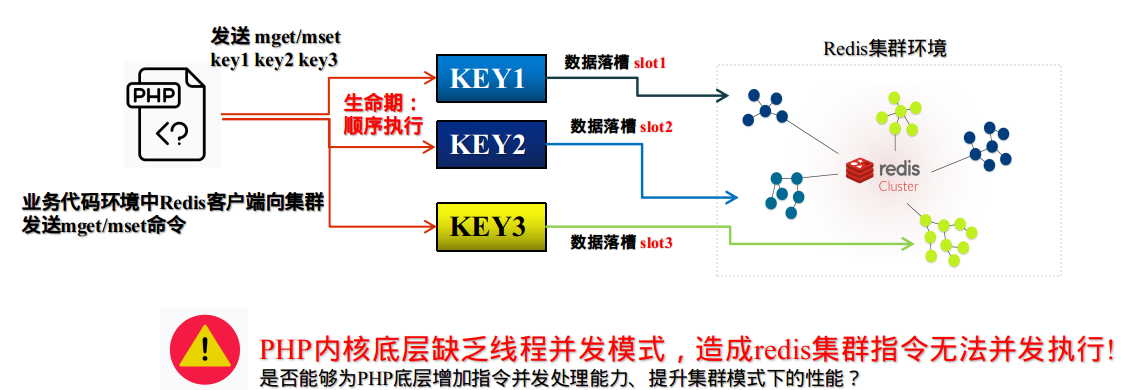 发送 mget/mset
key1 key2 key3
PHP
<?
业务代码环境中Redis客户端向集群
发送mget/mset命令
生命期：
顺序执行
KEY1
KEY2
KEY3
数据落槽 slot1
数据落槽 slot2
数据落槽 slot3
Redis集群环境
redis
Cluster
PHP内核底层缺乏线程并发模式，造成redis集群指令无法并发执行!
是否能够为PHP底层增加指令并发处理能力、提升集群模式下的性能？